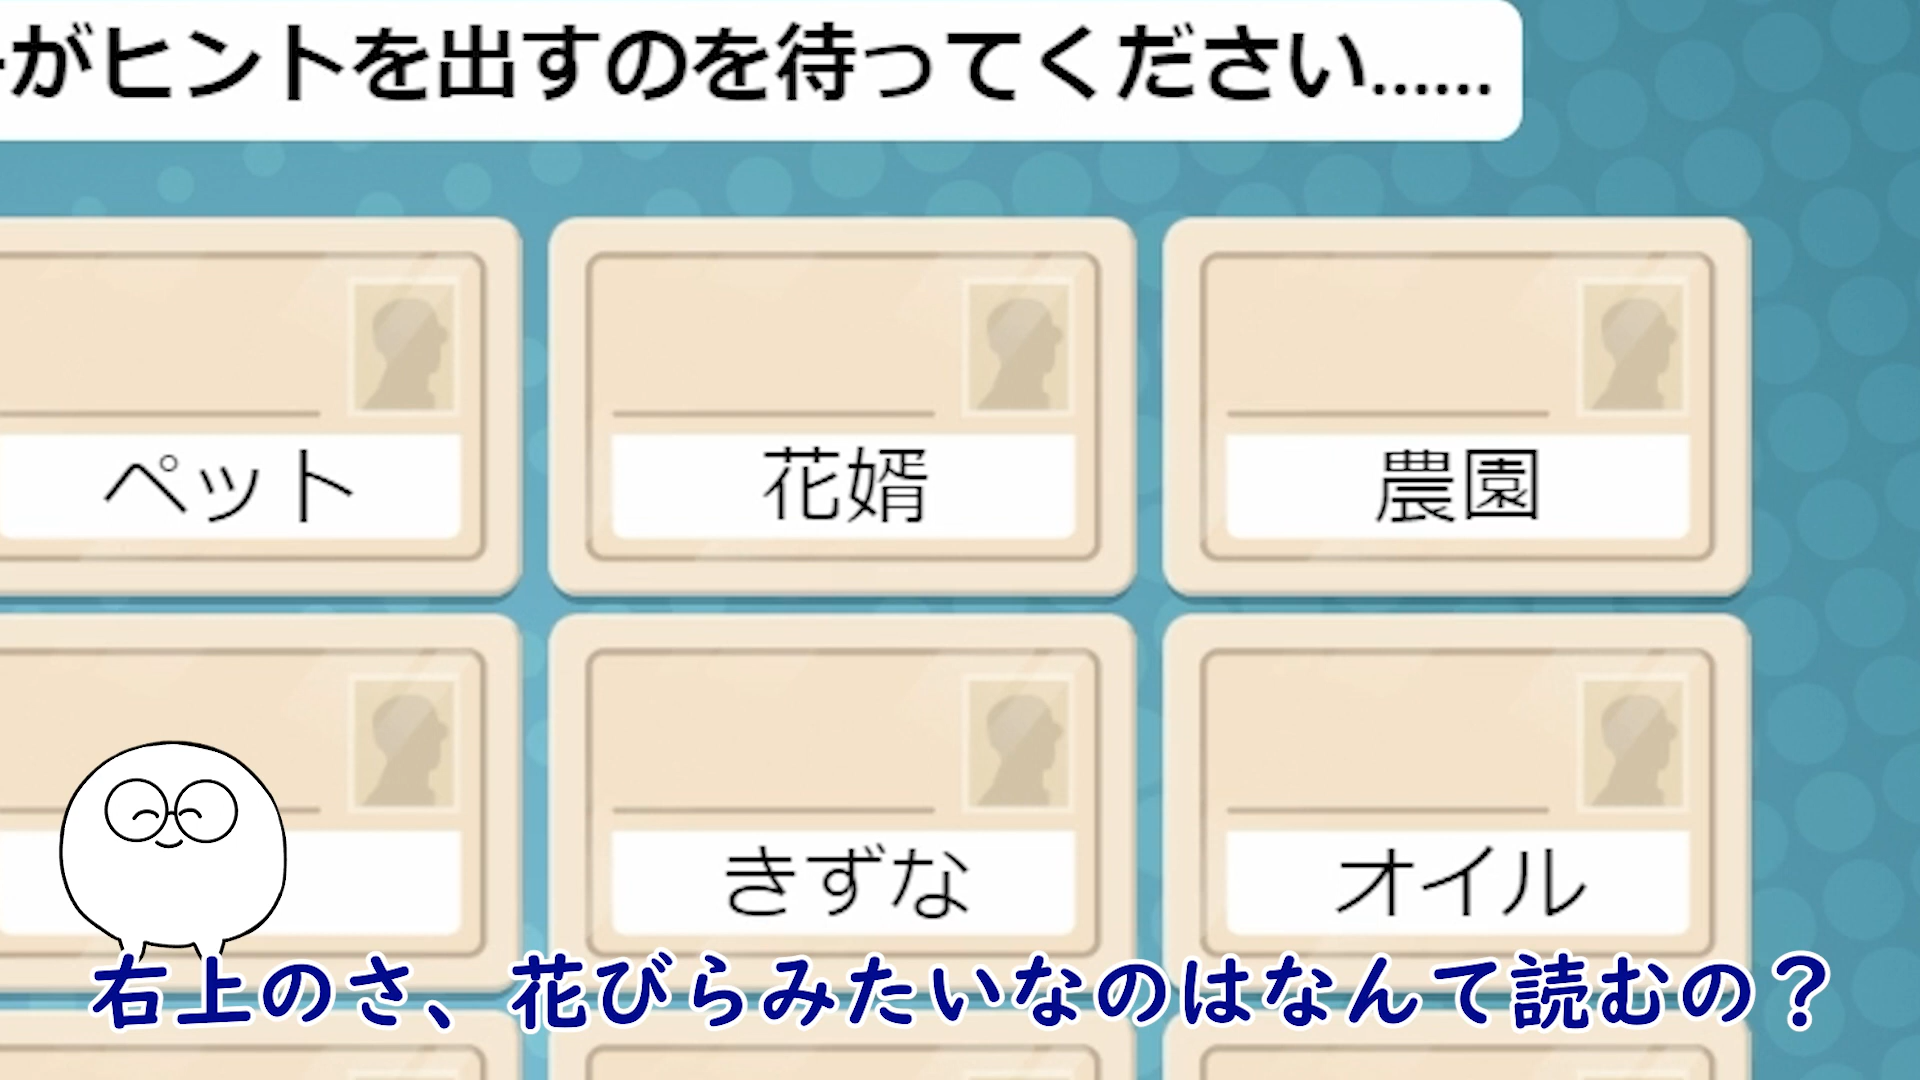 がヒントを出すのを待ってください……
ペット
花婿
農園
きずな
オイル
右上のさ、花びらみたいなのはなんて読むの？